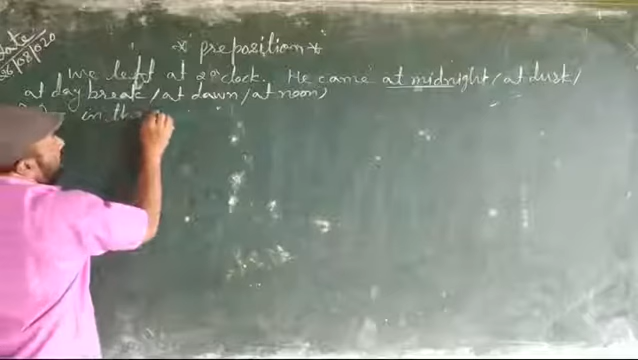 Date
26/08/020
* preposition *
We left at 2 o'clock. He came at midnight/at dusk/
at day break/at dawn/at noon,
in the